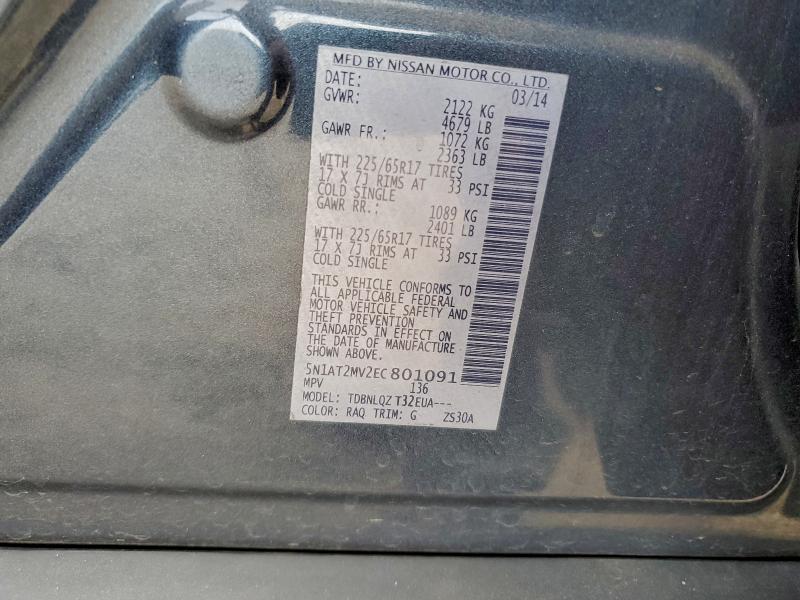 MFD BY NISSAN MOTOR CO., LTD.
DATE: 03/14
GVWR: 2122 KG
4679 LB
GAWR FR.: 1072 KG
2363 LB
WITH 225/65R17 TIRES
17 X 7J RIMS AT 33 PSI
COLD SINGLE
GAWR RR.: 1089 KG
2401 LB
WITH 225/65R17 TIRES
17 X 7J RIMS AT 33 PSI
COLD SINGLE
THIS VEHICLE CONFORMS TO
ALL APPLICABLE FEDERAL
MOTOR VEHICLE SAFETY AND
THEFT PREVENTION
STANDARDS IN EFFECT ON
THE DATE OF MANUFACTURE
SHOWN ABOVE.
5N1AT2MV2EC801091
MPV 136
MODEL: TDBNLQZ T32EUA---
COLOR: RAQ TRIM: G ZS30A